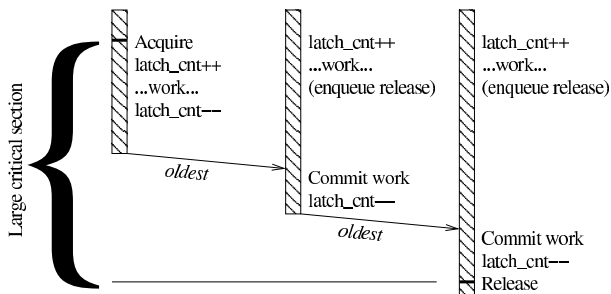 Large critical section
Acquire
latch_cnt++
...work...
latch_cnt−−
oldest
latch_cnt++
...work...
(enqueue release)
Commit work
latch_cnt−−
oldest
latch_cnt++
...work...
(enqueue release)
Commit work
latch_cnt−−
Release